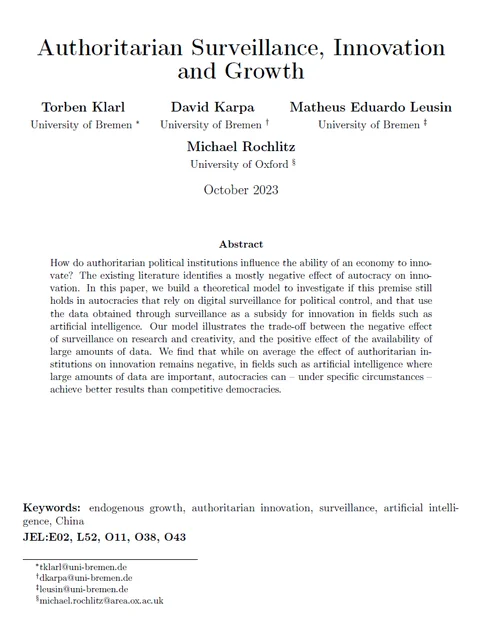 Authoritarian Surveillance, Innovation
and Growth
Torben Klarl David Karpa Matheus Eduardo Leusin
University of Bremen * University of Bremen † University of Bremen ‡
Michael Rochlitz
University of Oxford §
October 2023
Abstract
How do authoritarian political institutions influence the ability of an economy to inno-
vate? The existing literature identifies a mostly negative effect of autocracy on inno-
vation. In this paper, we build a theoretical model to investigate if this premise still
holds in autocracies that rely on digital surveillance for political control, and that use
the data obtained through surveillance as a subsidy for innovation in fields such as
artificial intelligence. Our model illustrates the trade-off between the negative effect
of surveillance on research and creativity, and the positive effect of the availability of
large amounts of data. We find that while on average the effect of authoritarian in-
stitutions on innovation remains negative, in fields such as artificial intelligence where
large amounts of data are important, autocracies can – under specific circumstances –
achieve better results than competitive democracies.
Keywords: endogenous growth, authoritarian innovation, surveillance, artificial intelli-
gence, China
JEL:E02, L52, O11, O38, O43
*tklarl@uni-bremen.de
†dkarpa@uni-bremen.de
‡leusin@uni-bremen.de
§michael.rochlitz@area.ox.ac.uk